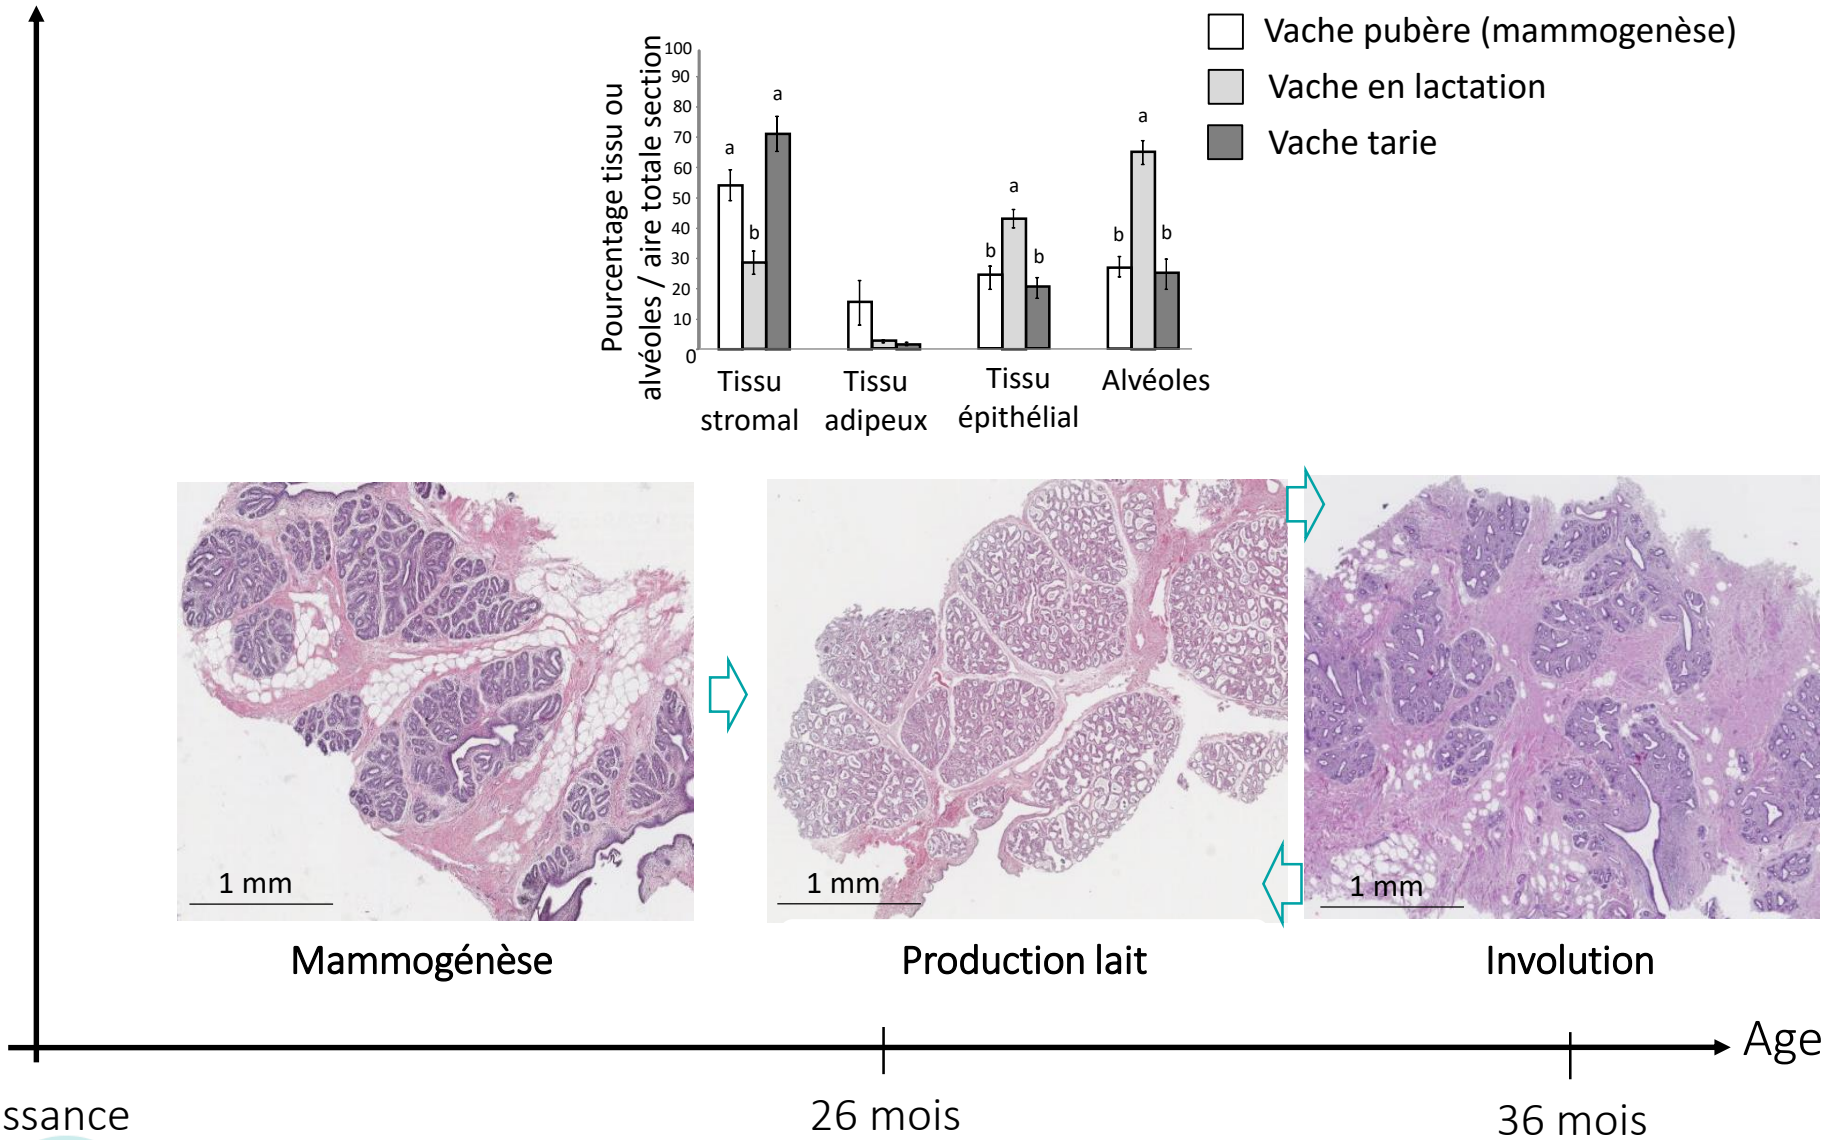 Vache pubère (mammogenèse)
Vache en lactation
Vache tarie
Pourcentage tissu ou
alvéoles / aire totale section
100
90
80
70
60
50
40
30
20
10
0
a
b
a
b
a
b
b
a
b
Tissu
stromal
Tissu
adipeux
Tissu
épithélial
Alvéoles
1 mm
1 mm
1 mm
Mammogénèse
Production lait
Involution
Age
ssance
26 mois
36 mois